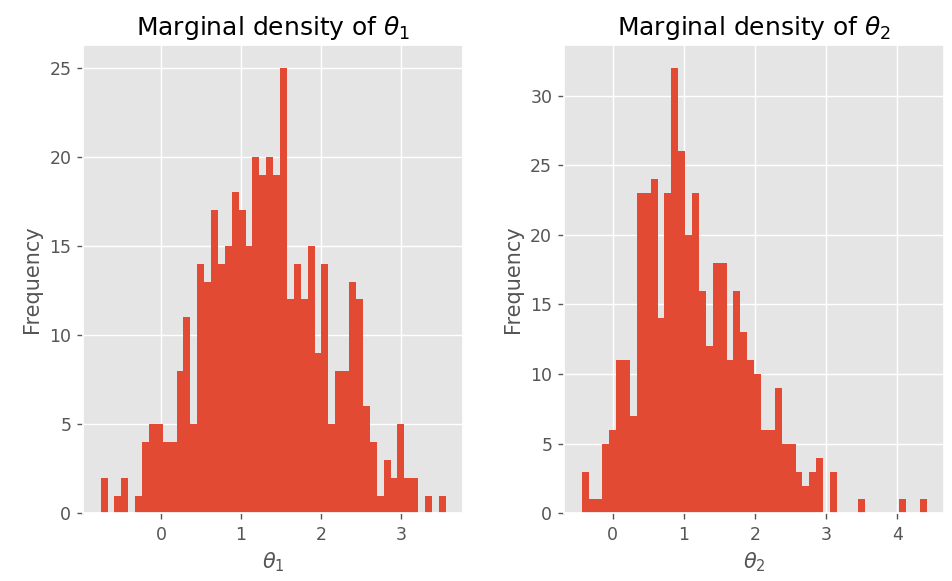 Marginal density of θ1
25
20
15
10
5
0
Frequency
0 1 2 3
θ1
Marginal density of θ2
30
25
20
15
10
5
0
Frequency
0 1 2 3 4
θ2